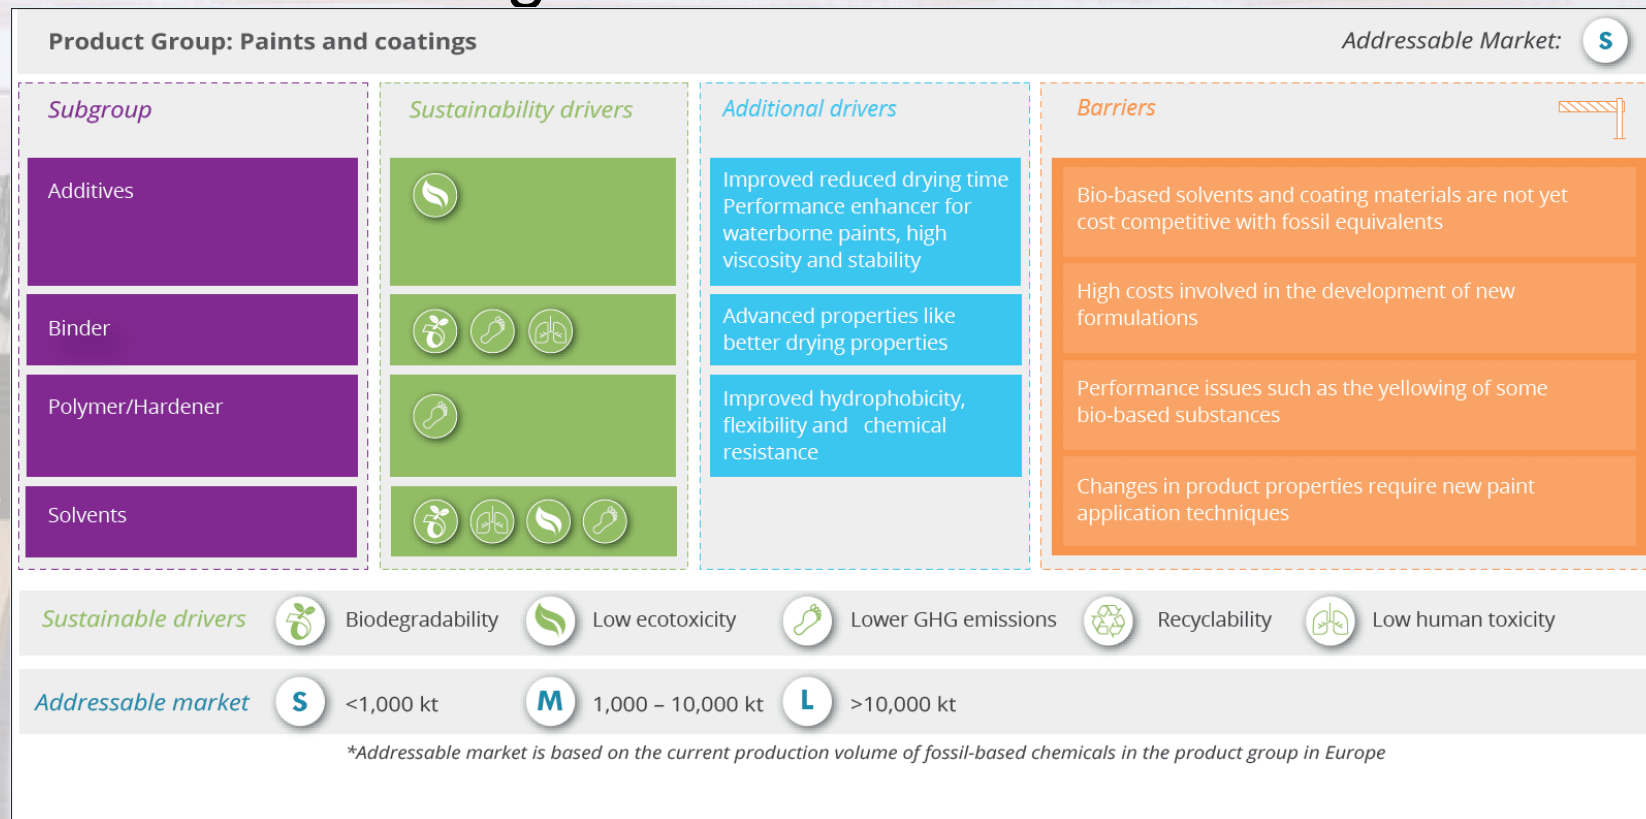 Product Group: Paints and coatings
Addressable Market: S
Subgroup
Sustainability drivers
Additional drivers
Barriers
Additives
Improved reduced drying time
Performance enhancer for
waterborne paints, high
viscosity and stability
Binder
Advanced properties like
better drying properties
Polymer/Hardener
Improved hydrophobicity,
flexibility and chemical
resistance
Solvents
Bio-based solvents and coating materials are not yet
cost competitive with fossil equivalents
High costs involved in the development of new
formulations
Performance issues such as the yellowing of some
bio-based substances
Changes in product properties require new paint
application techniques
Sustainable drivers Biodegradability Low ecotoxicity Lower GHG emissions Recyclability Low human toxicity
Addressable market S <1,000 kt M 1,000 – 10,000 kt L >10,000 kt
*Addressable market is based on the current production volume of fossil-based chemicals in the product group in Europe